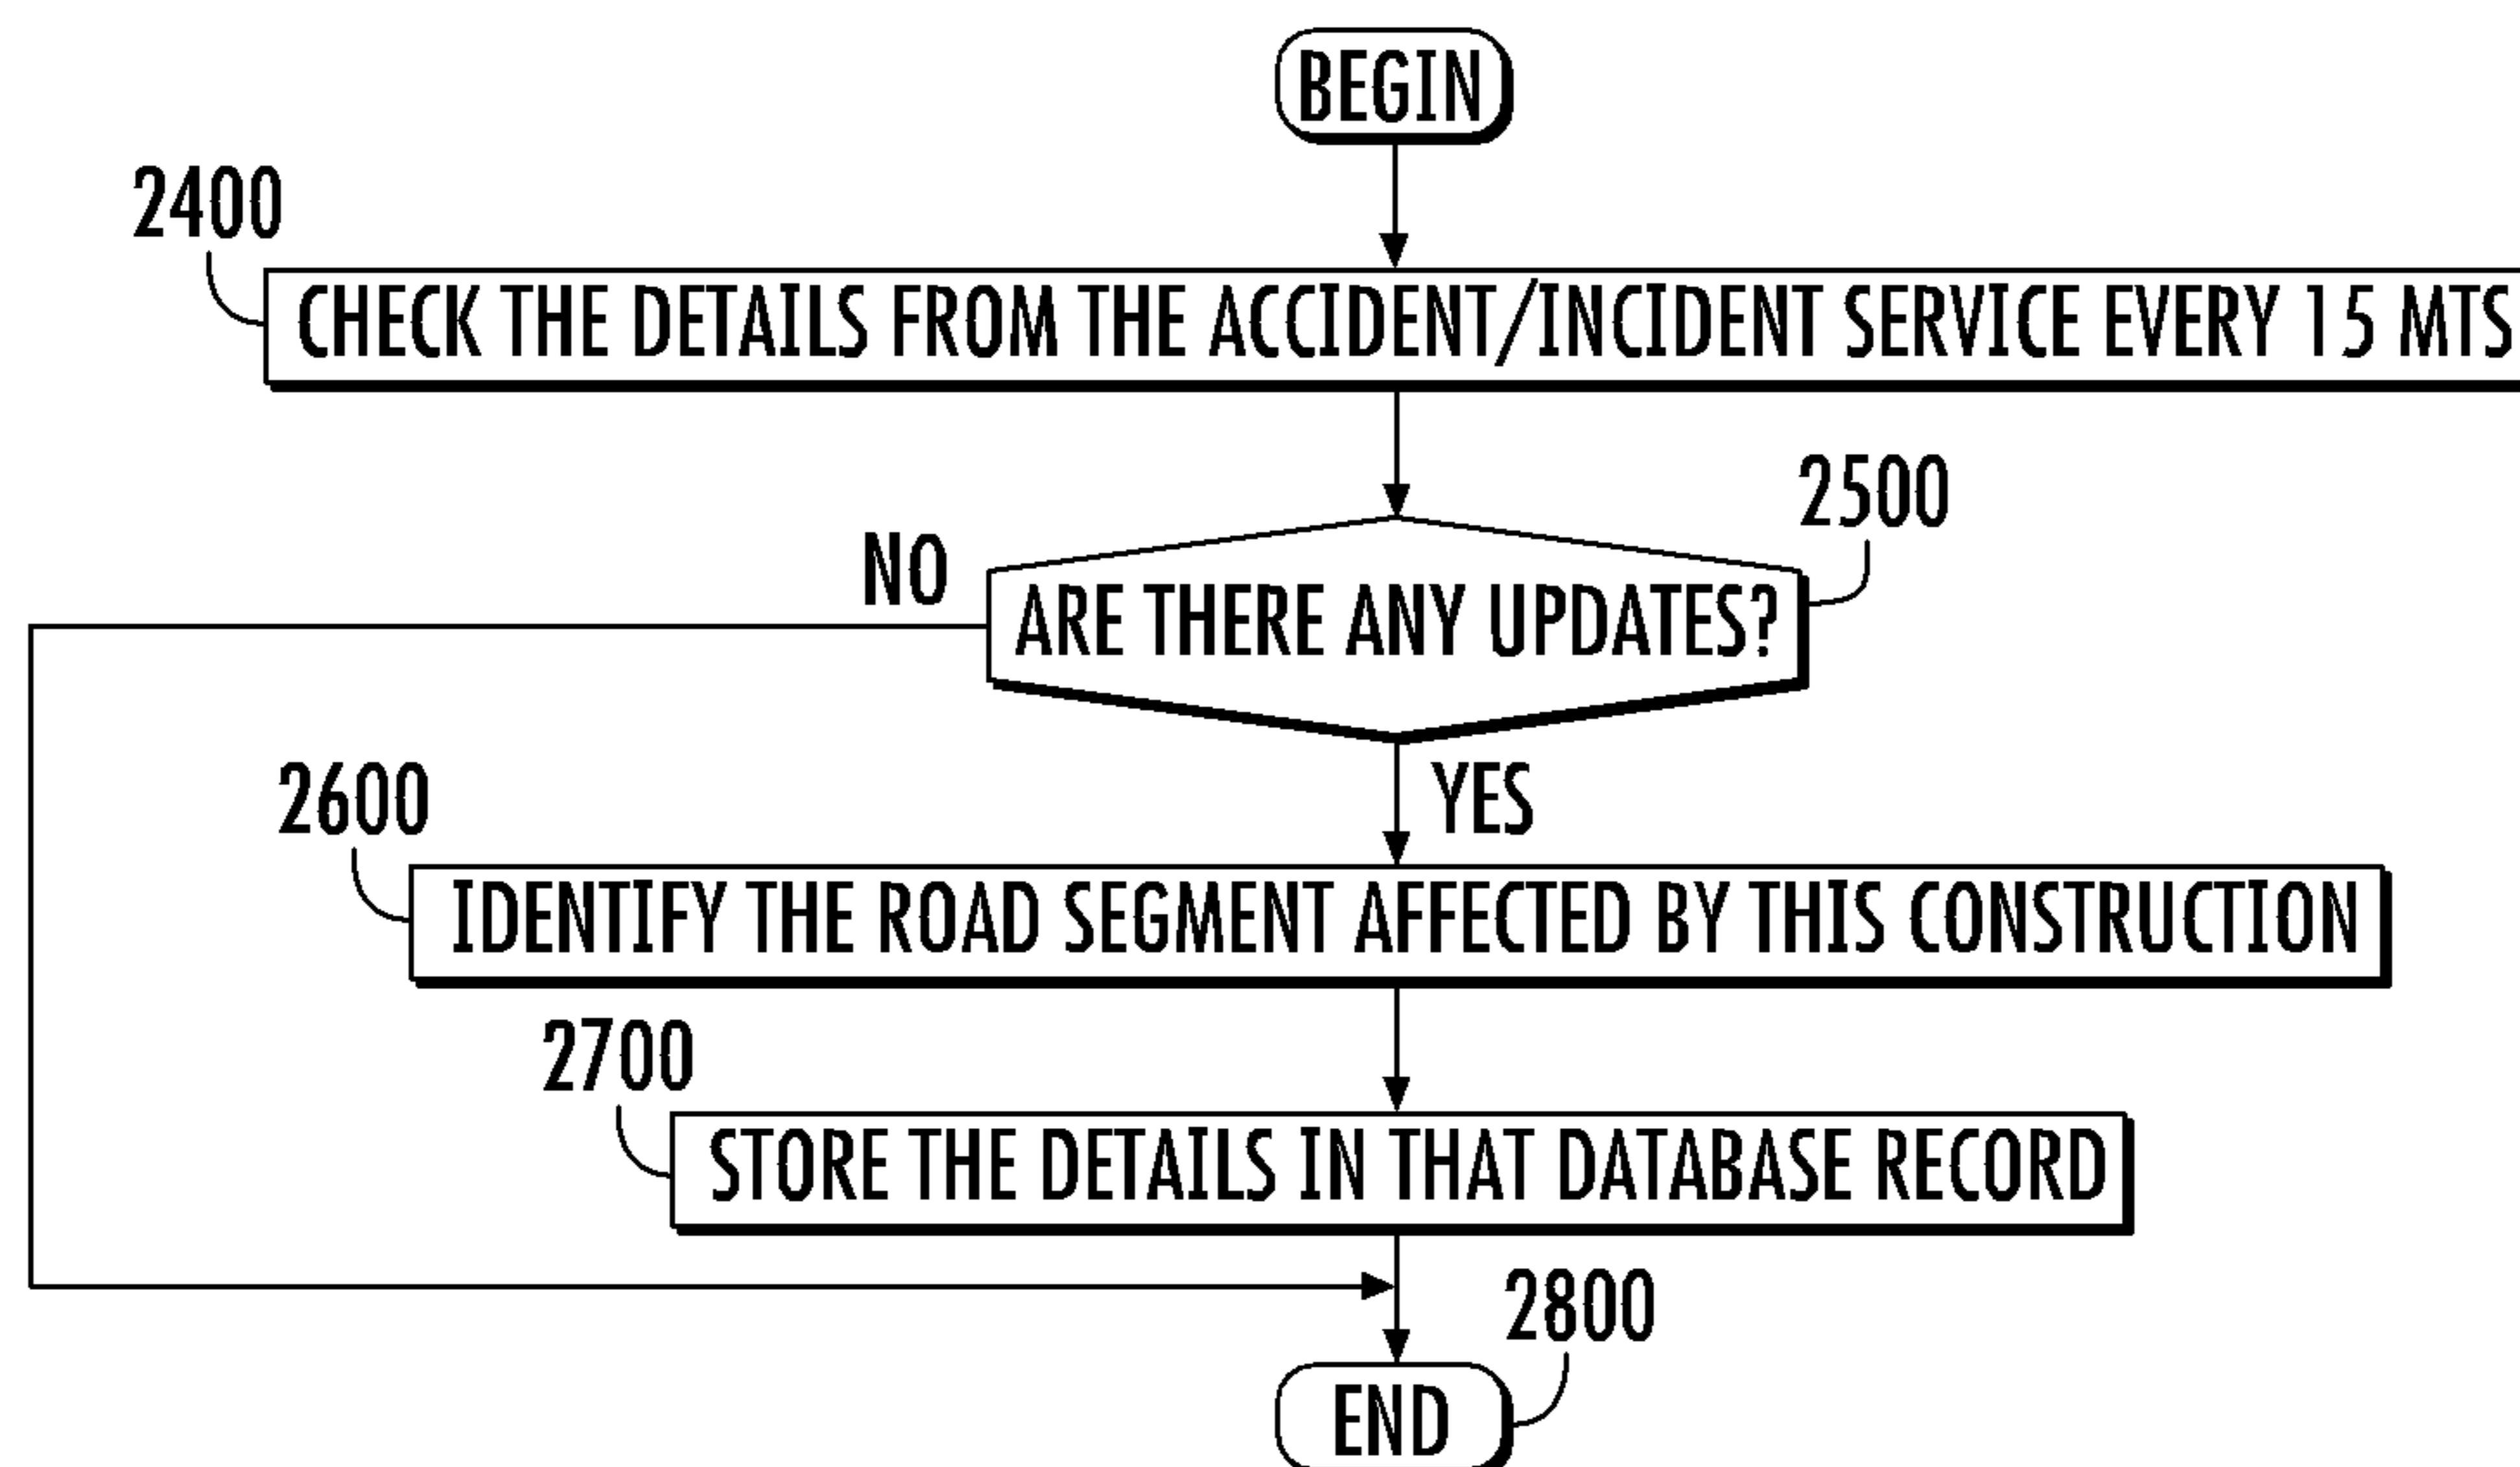 BEGIN
2400
CHECK THE DETAILS FROM THE ACCIDENT/INCIDENT SERVICE EVERY 15 MTS
2500
NO
ARE THERE ANY UPDATES?
YES
2600
IDENTIFY THE ROAD SEGMENT AFFECTED BY THIS CONSTRUCTION
2700
STORE THE DETAILS IN THAT DATABASE RECORD
2800
END